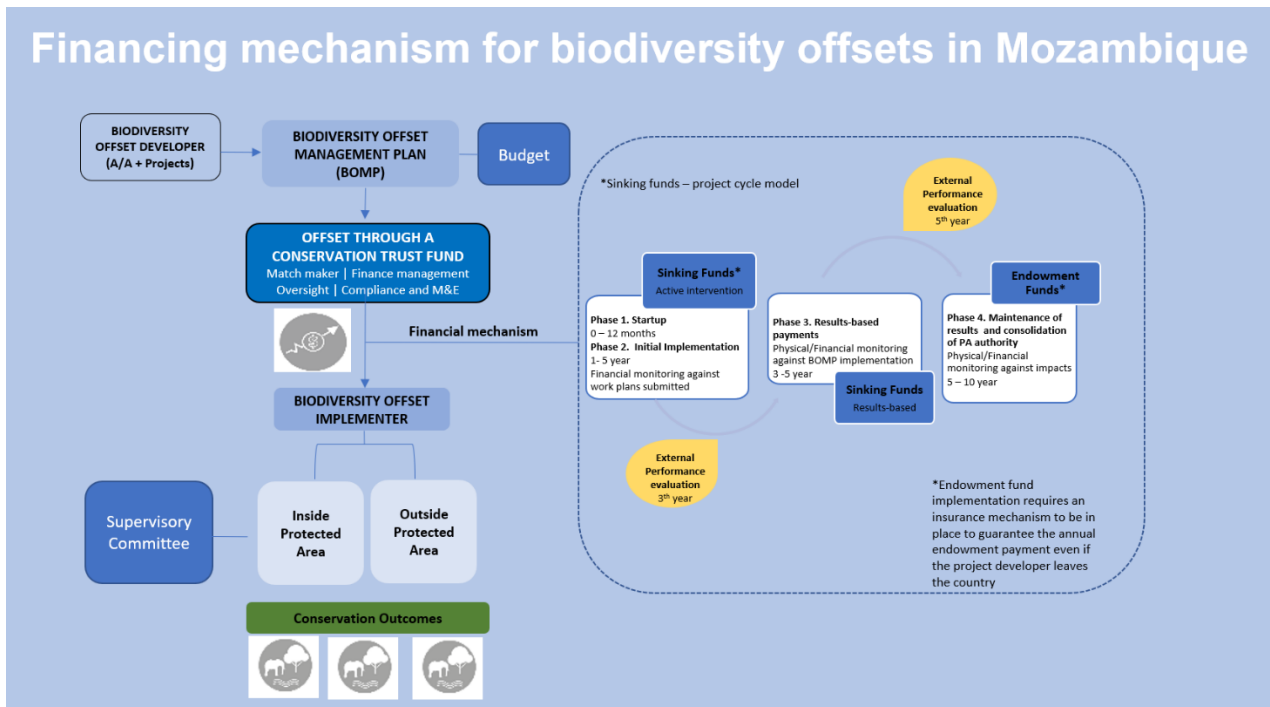 Financing mechanism for biodiversity offsets in Mozambique
BIODIVERSITY
OFFSET DEVELOPER
(A/A + Projects)
BIODIVERSITY OFFSET
MANAGEMENT PLAN
(BOMP)
Budget
OFFSET THROUGH A
CONSERVATION TRUST FUND
Match maker | Finance management
Oversight | Compliance and M&E
Financial mechanism
BIODIVERSITY OFFSET
IMPLEMENTER
Supervisory
Committee
Inside
Protected
Area
Outside
Protected
Area
Conservation Outcomes
*Sinking funds – project cycle model
External
Performance
evaluation
5th year
Sinking Funds*
Active intervention
Phase 1. Startup
0 – 12 months
Phase 2. Initial Implementation
1- 5 year
Financial monitoring against
work plans submitted
External
Performance
evaluation
3th year
Phase 3. Results-based
payments
Physical/Financial monitoring
against BOMP implementation
3 -5 year
Sinking Funds
Results-based
Endowment
Funds*
Phase 4. Maintenance of
results and consolidation
of PA authority
Physical/Financial
monitoring against impacts
5 – 10 year
*Endowment fund
implementation requires an
insurance mechanism to be in
place to guarantee the annual
endowment payment even if
the project developer leaves
the country